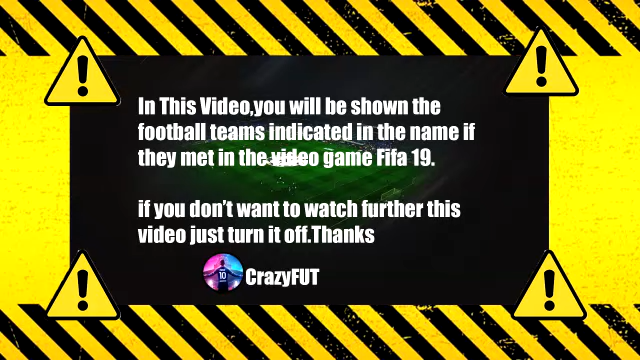 In This Video,you will be shown the
football teams indicated in the name if
they met in the video game Fifa 19.
if you don't want to watch further this
video just turn it off.Thanks
10
CrazyFUT